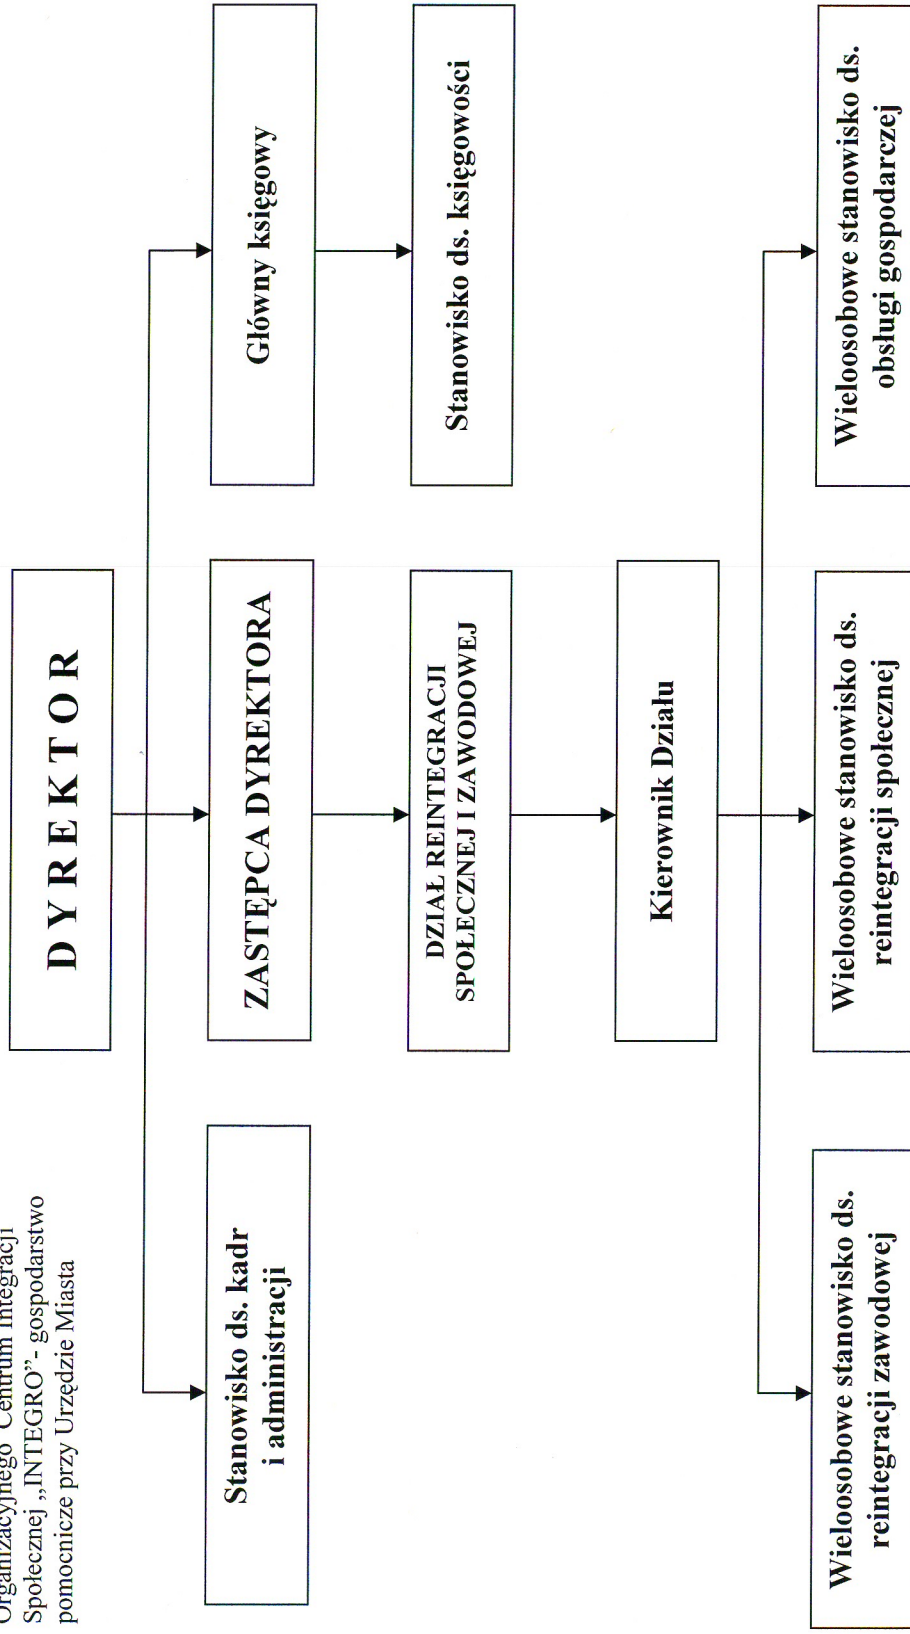 Organizacyjnego Centrum Integracji
Społecznej „INTEGRO”- gospodarstwo
pomocnicze przy Urzędzie Miasta
D Y R E K T O R
Stanowisko ds. kadr
i administracji
ZASTĘPCA DYREKTORA
Główny księgowy
DZIAŁ REINTEGRACJI
SPOŁECZNEJ I ZAWODOWEJ
Stanowisko ds. księgowości
Kierownik Działu
Wieloosobowe stanowisko ds.
reintegracji zawodowej
Wieloosobowe stanowisko ds.
reintegracji społecznej
Wieloosobowe stanowisko ds.
obsługi gospodarczej